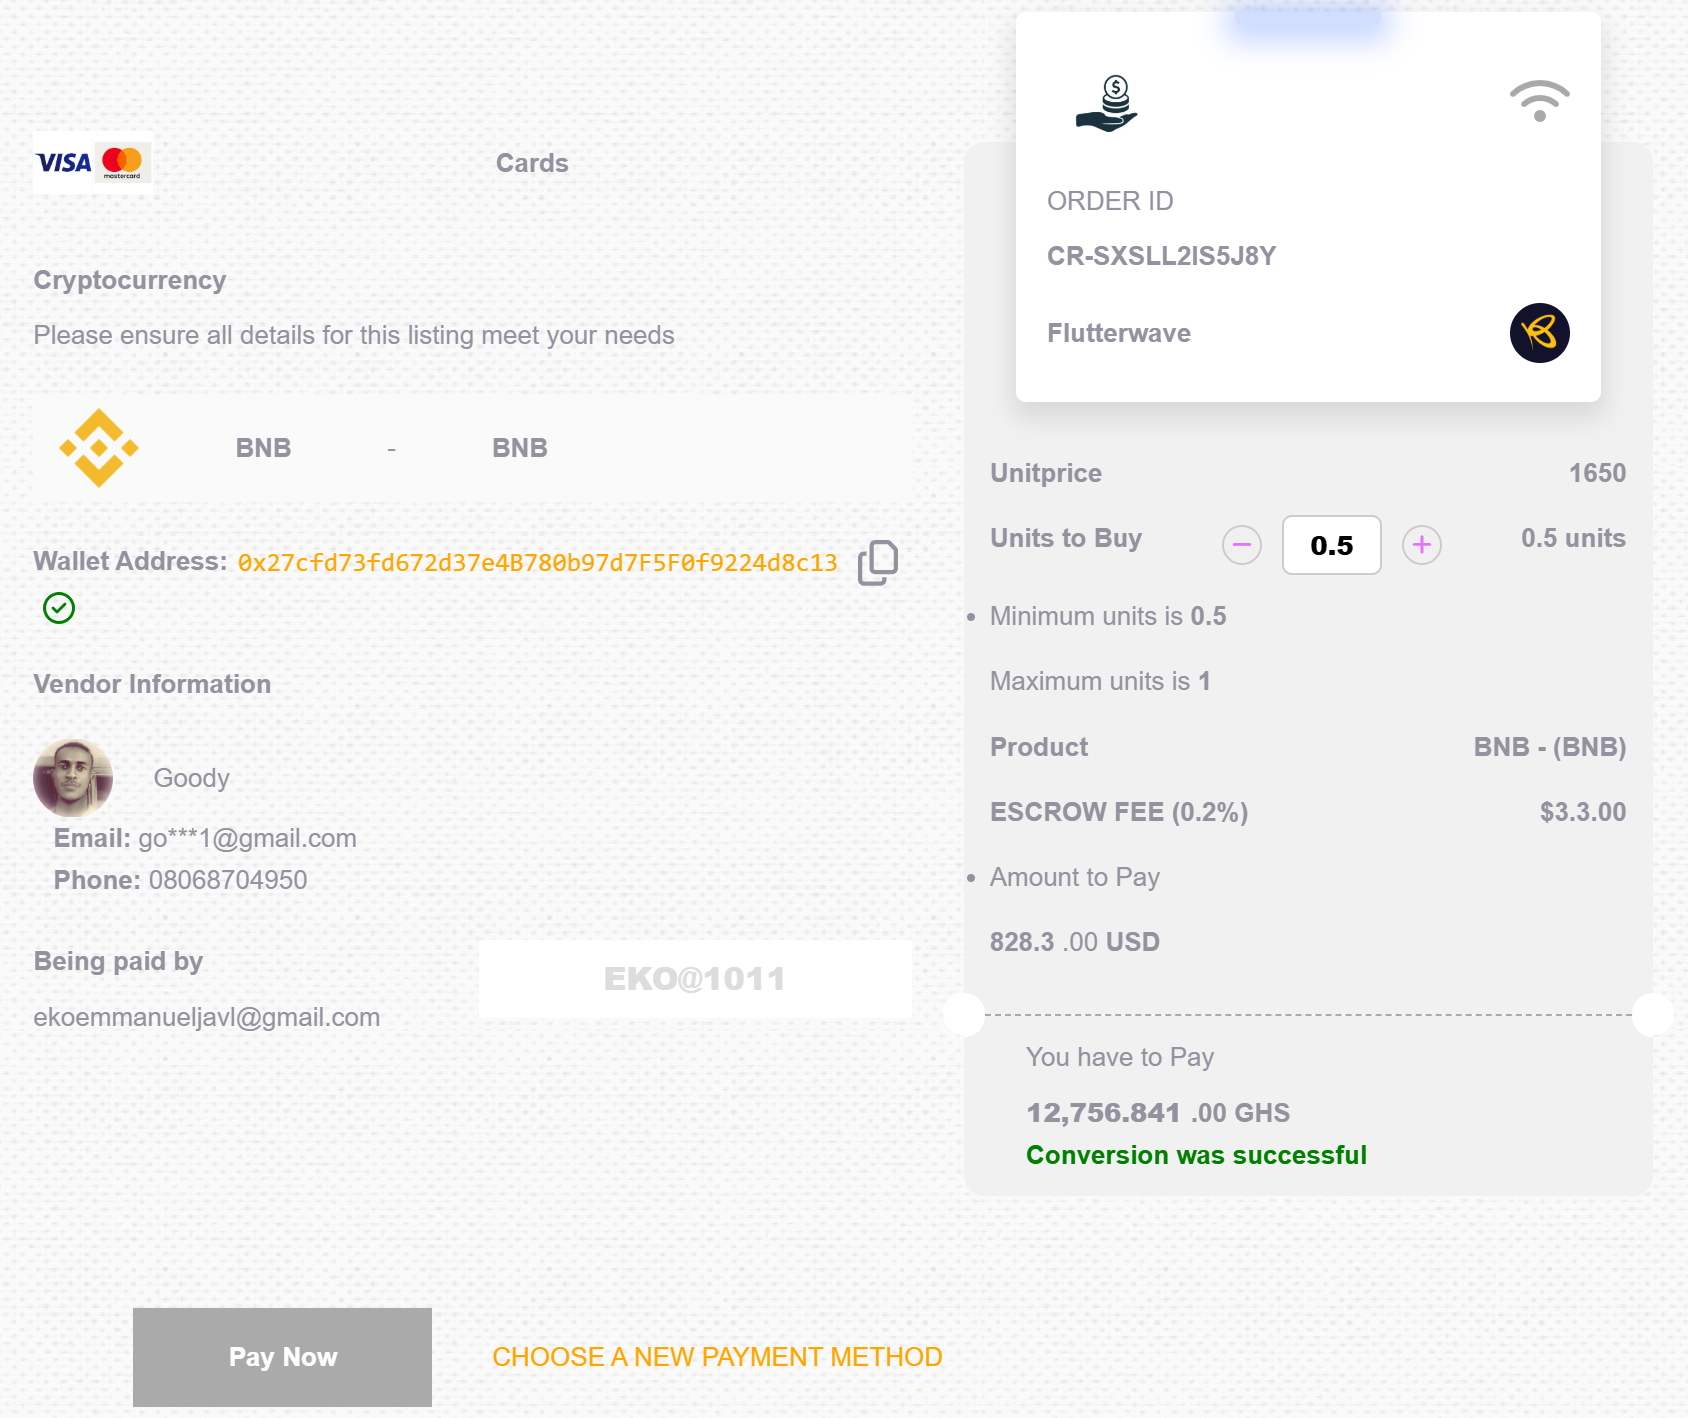 VISA
mastercard
Cards
Cryptocurrency
Please ensure all details for this listing meet your needs
BNB - BNB
Wallet Address: 0x27cfd73fd672d37e4B780b97d7F5F0f9224d8c13
Vendor Information
Goody
Email: go***1@gmail.com
Phone: 08068704950
Being paid by
EKO@1011
ekoemmanueljavl@gmail.com
Pay Now
CHOOSE A NEW PAYMENT METHOD
$
ORDER ID
CR-SXSLL2IS5J8Y
Flutterwave
Unitprice 1650
Units to Buy − 0.5 + 0.5 units
• Minimum units is 0.5
Maximum units is 1
Product BNB - (BNB)
ESCROW FEE (0.2%) $3.3.00
• Amount to Pay
828.3 .00 USD
You have to Pay
12,756.841 .00 GHS
Conversion was successful